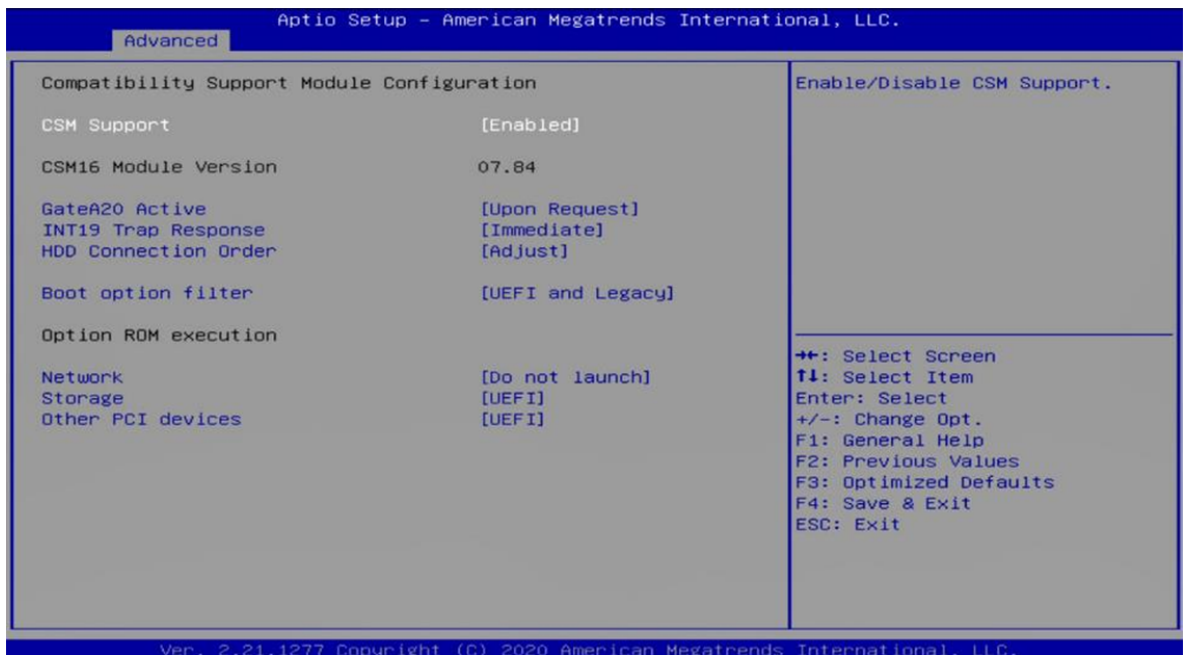 Aptio Setup – American Megatrends International, LLC.
Advanced
Compatibility Support Module Configuration
CSM Support [Enabled]
CSM16 Module Version 07.84
GateA20 Active [Upon Request]
INT19 Trap Response [Immediate]
HDD Connection Order [Adjust]
Boot option filter [UEFI and Legacy]
Option ROM execution
Network [Do not launch]
Storage [UEFI]
Other PCI devices [UEFI]
Enable/Disable CSM Support.
→←: Select Screen
↑↓: Select Item
Enter: Select
+/-: Change Opt.
F1: General Help
F2: Previous Values
F3: Optimized Defaults
F4: Save & Exit
ESC: Exit
Ver. 2.21.1277 Copyright (C) 2020 American Megatrends International, LLC.